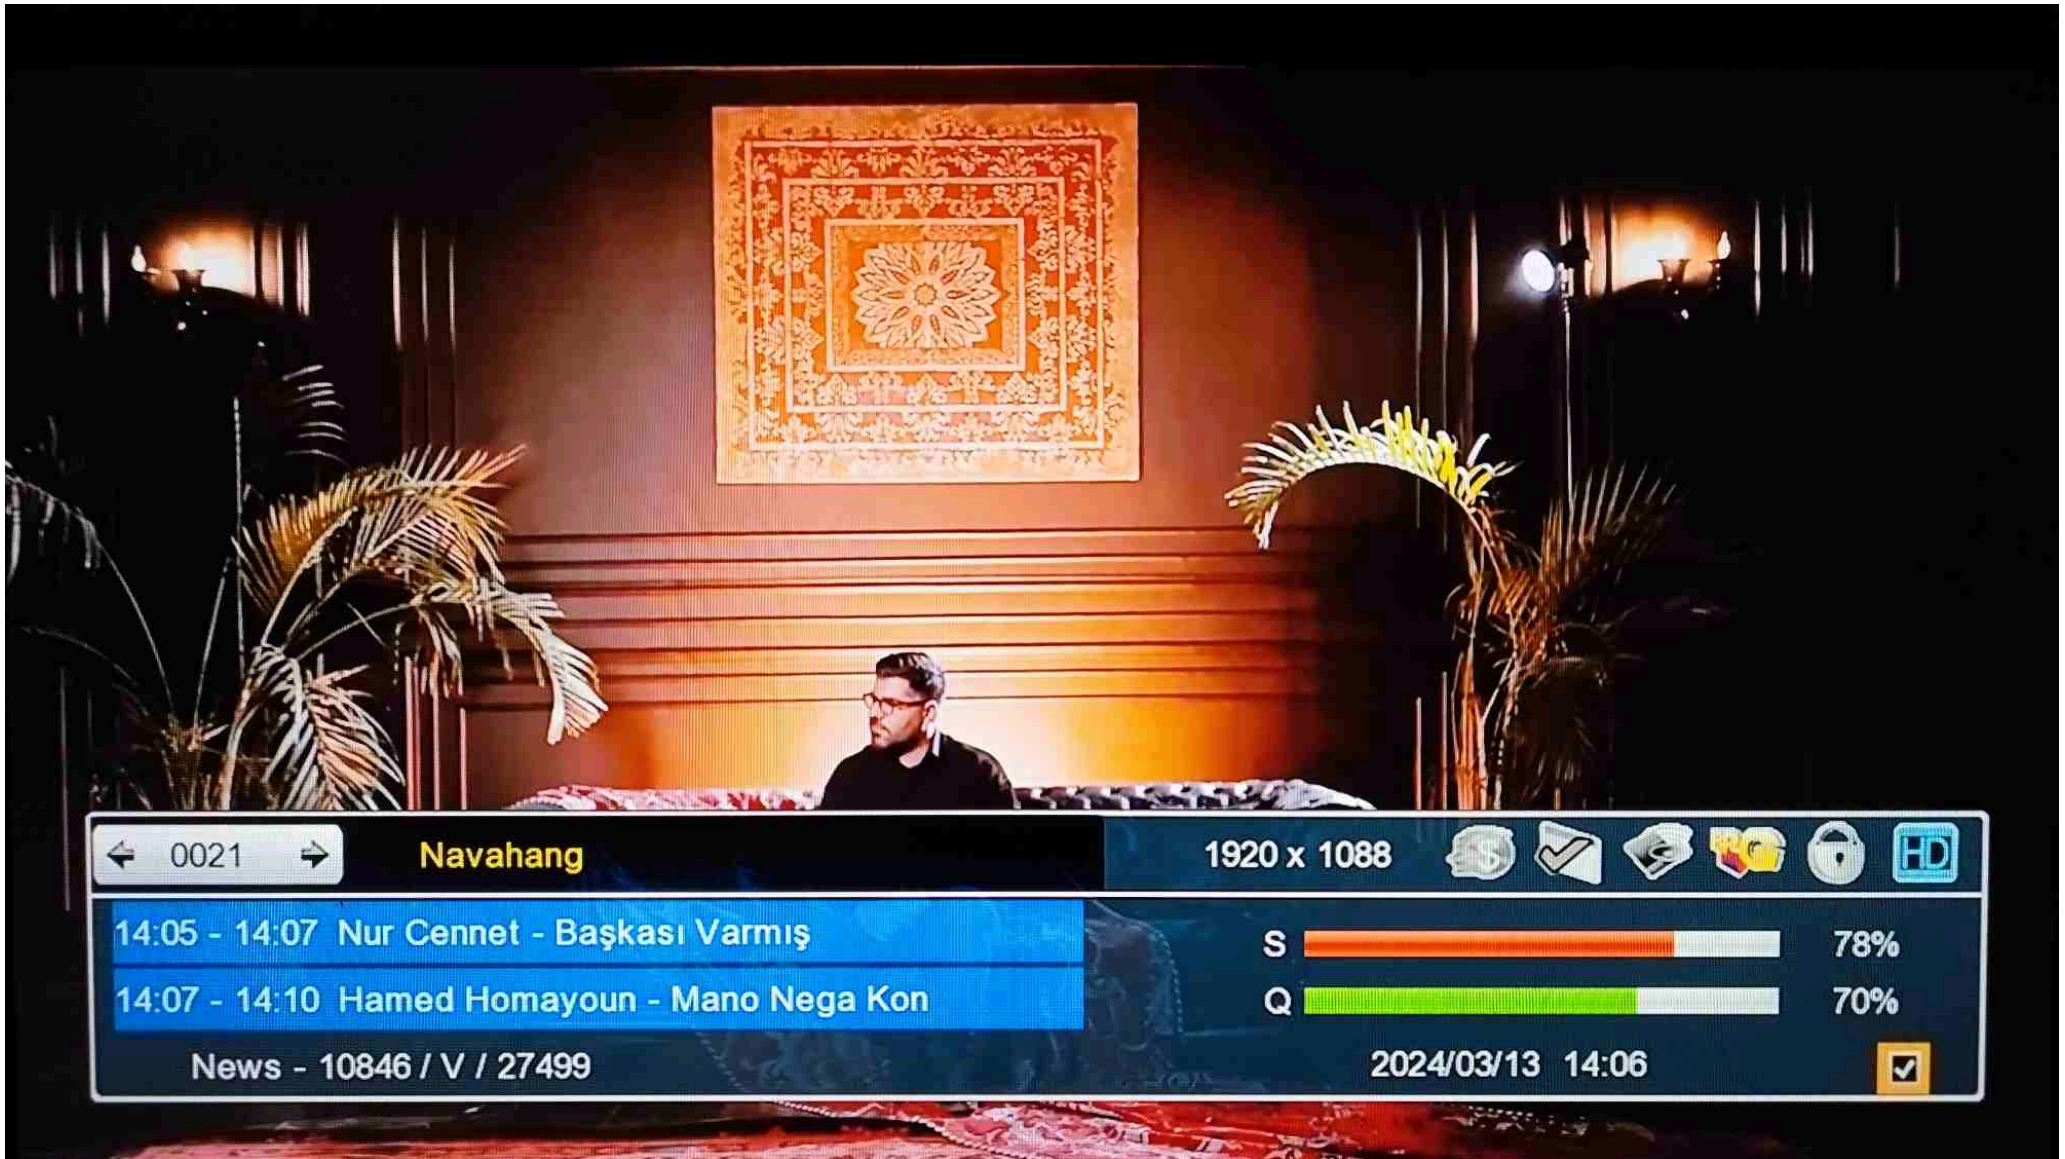 0021
Navahang
1920 x 1088
HD
14:05 - 14:07 Nur Cennet - Başkası Varmış
14:07 - 14:10 Hamed Homayoun - Mano Nega Kon
S 78%
Q 70%
News - 10846 / V / 27499
2024/03/13 14:06